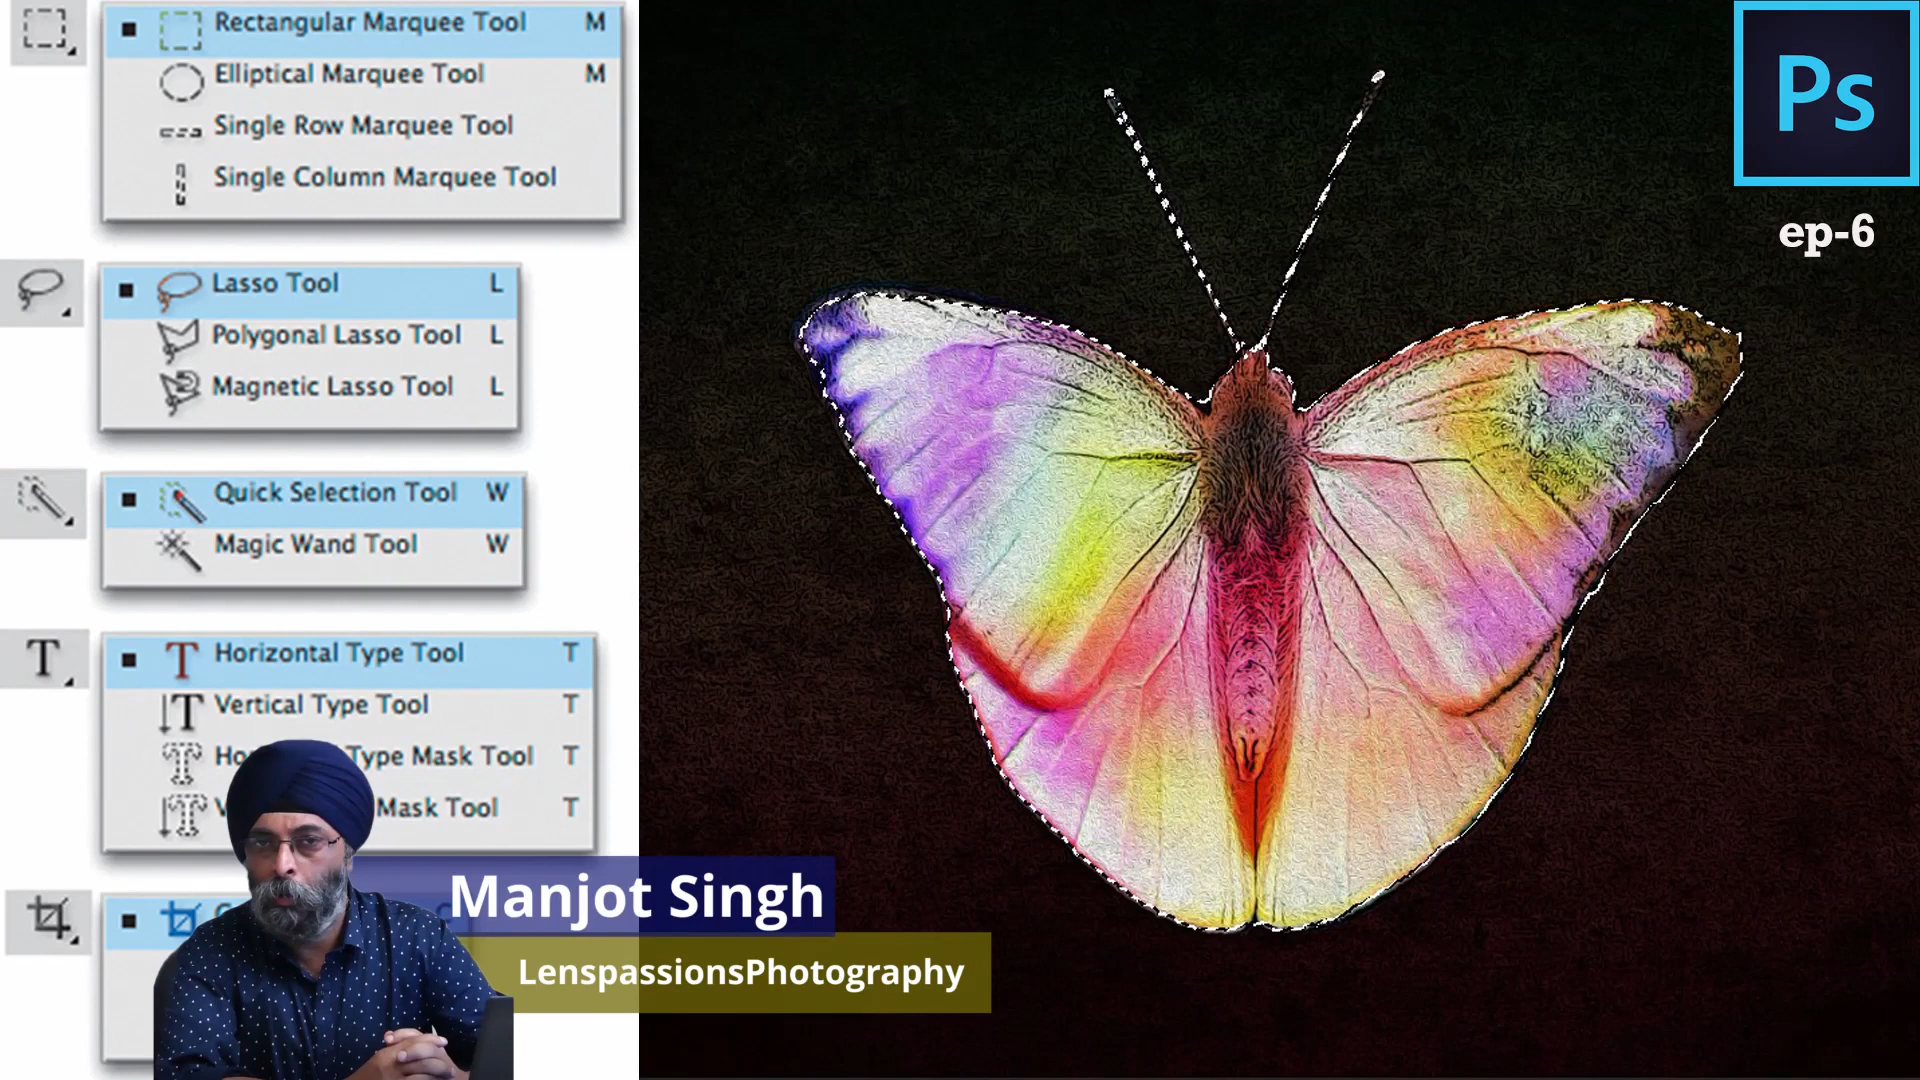 Rectangular Marquee Tool M
Elliptical Marquee Tool M
Single Row Marquee Tool
Single Column Marquee Tool
Lasso Tool L
Polygonal Lasso Tool L
Magnetic Lasso Tool L
Quick Selection Tool W
Magic Wand Tool W
T
T Horizontal Type Tool T
T Vertical Type Tool T
T Type Mask Tool T
T Mask Tool T
Manjot Singh
LenspassionsPhotography
Ps
ep-6